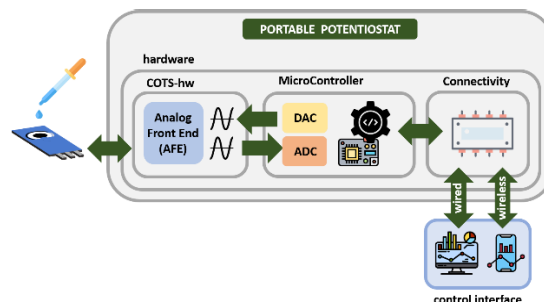 PORTABLE POTENTIOSTAT
hardware
COTS-hw
MicroController
Connectivity
Analog
Front End
(AFE)
DAC
ADC
wired
wireless
control interface